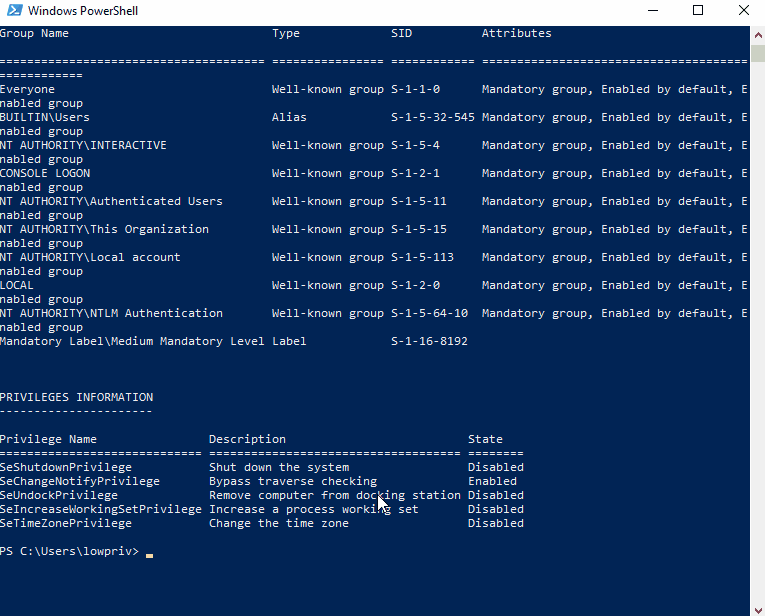 Windows PowerShell
Group Name                             Type             SID          Attributes
====================================== ================ ============ ======================================
============
Everyone                               Well-known group S-1-1-0      Mandatory group, Enabled by default, E
nabled group
BUILTIN\Users                          Alias            S-1-5-32-545 Mandatory group, Enabled by default, E
nabled group
NT AUTHORITY\INTERACTIVE               Well-known group S-1-5-4      Mandatory group, Enabled by default, E
nabled group
CONSOLE LOGON                          Well-known group S-1-2-1      Mandatory group, Enabled by default, E
nabled group
NT AUTHORITY\Authenticated Users       Well-known group S-1-5-11     Mandatory group, Enabled by default, E
nabled group
NT AUTHORITY\This Organization         Well-known group S-1-5-15     Mandatory group, Enabled by default, E
nabled group
NT AUTHORITY\Local account             Well-known group S-1-5-113    Mandatory group, Enabled by default, E
nabled group
LOCAL                                  Well-known group S-1-2-0      Mandatory group, Enabled by default, E
nabled group
NT AUTHORITY\NTLM Authentication       Well-known group S-1-5-64-10  Mandatory group, Enabled by default, E
nabled group
Mandatory Label\Medium Mandatory Level Label            S-1-16-8192
PRIVILEGES INFORMATION
----------------------
Privilege Name                Description                          State
============================= ==================================== ========
SeShutdownPrivilege           Shut down the system                 Disabled
SeChangeNotifyPrivilege       Bypass traverse checking             Enabled
SeUndockPrivilege             Remove computer from docking station Disabled
SeIncreaseWorkingSetPrivilege Increase a process working set       Disabled
SeTimeZonePrivilege           Change the time zone                 Disabled
PS C:\Users\lowpriv>